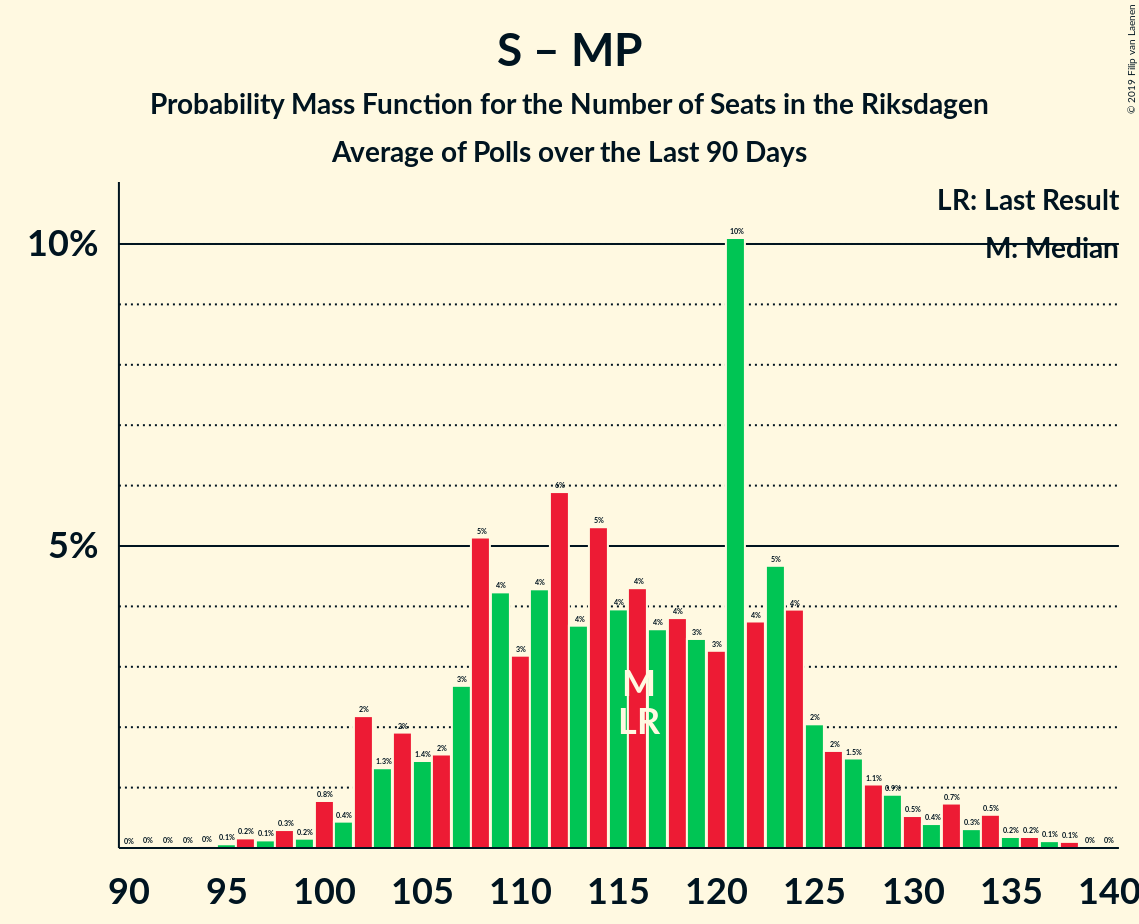 S – MP
Probability Mass Function for the Number of Seats in the Riksdagen
Average of Polls over the Last 90 Days
© 2019 Filip van Laenen
LR: Last Result
M: Median
10%
5%
0% 0% 0% 0% 0% 0.1% 0.2% 0.1% 0.3% 0.2% 0.8% 0.4% 2% 1.3% 2% 1.4% 2% 3% 5% 4% 3% 4% 6% 4% 5% 4% 4% 4% 4% 3% 3% 10% 4% 5% 4% 2% 2% 1.5% 1.1% 0.9% 0.5% 0.4% 0.7% 0.3% 0.5% 0.2% 0.2% 0.1% 0.1% 0% 0%
M
LR
90 95 100 105 110 115 120 125 130 135 140